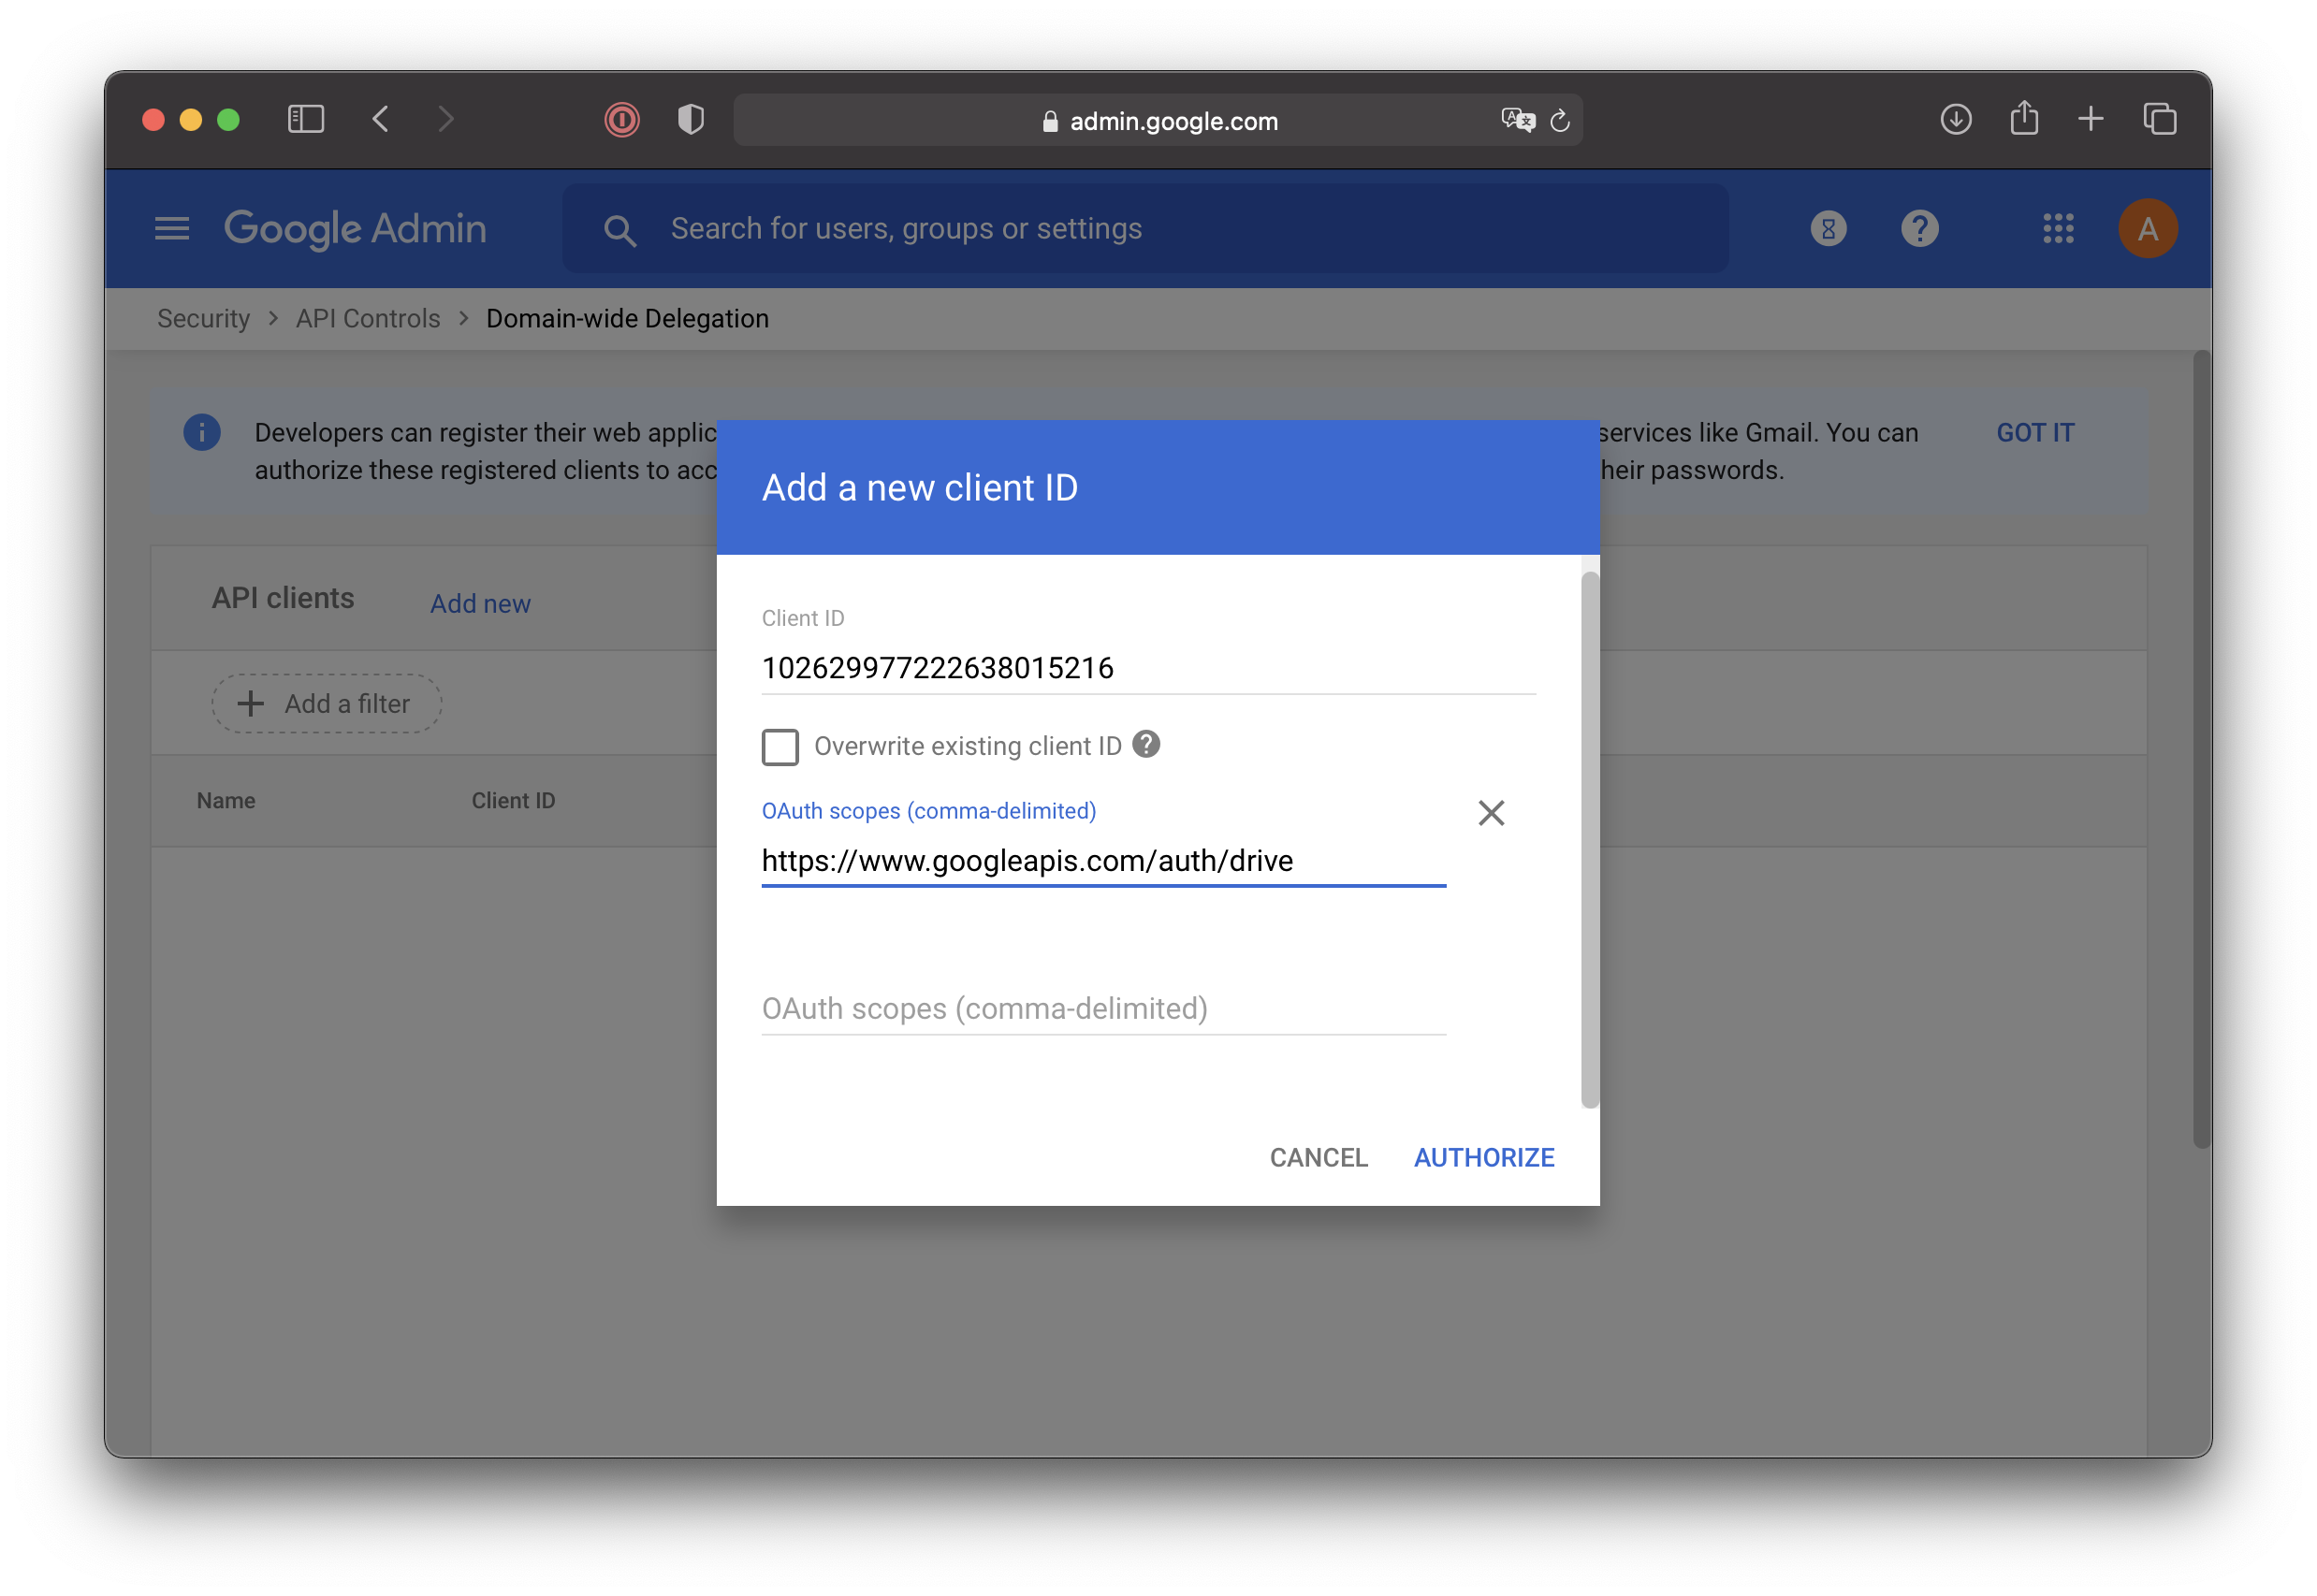 admin.google.com
Google Admin
Search for users, groups or settings
A
Security > API Controls > Domain-wide Delegation
Developers can register their web applic
services like Gmail. You can
GOT IT
authorize these registered clients to acc
heir passwords.
Add a new client ID
API clients
Add new
Client ID
102629977222638015216
Add a filter
Overwrite existing client ID
Name
Client ID
OAuth scopes (comma-delimited)
https://www.googleapis.com/auth/drive
OAuth scopes (comma-delimited)
CANCEL
AUTHORIZE